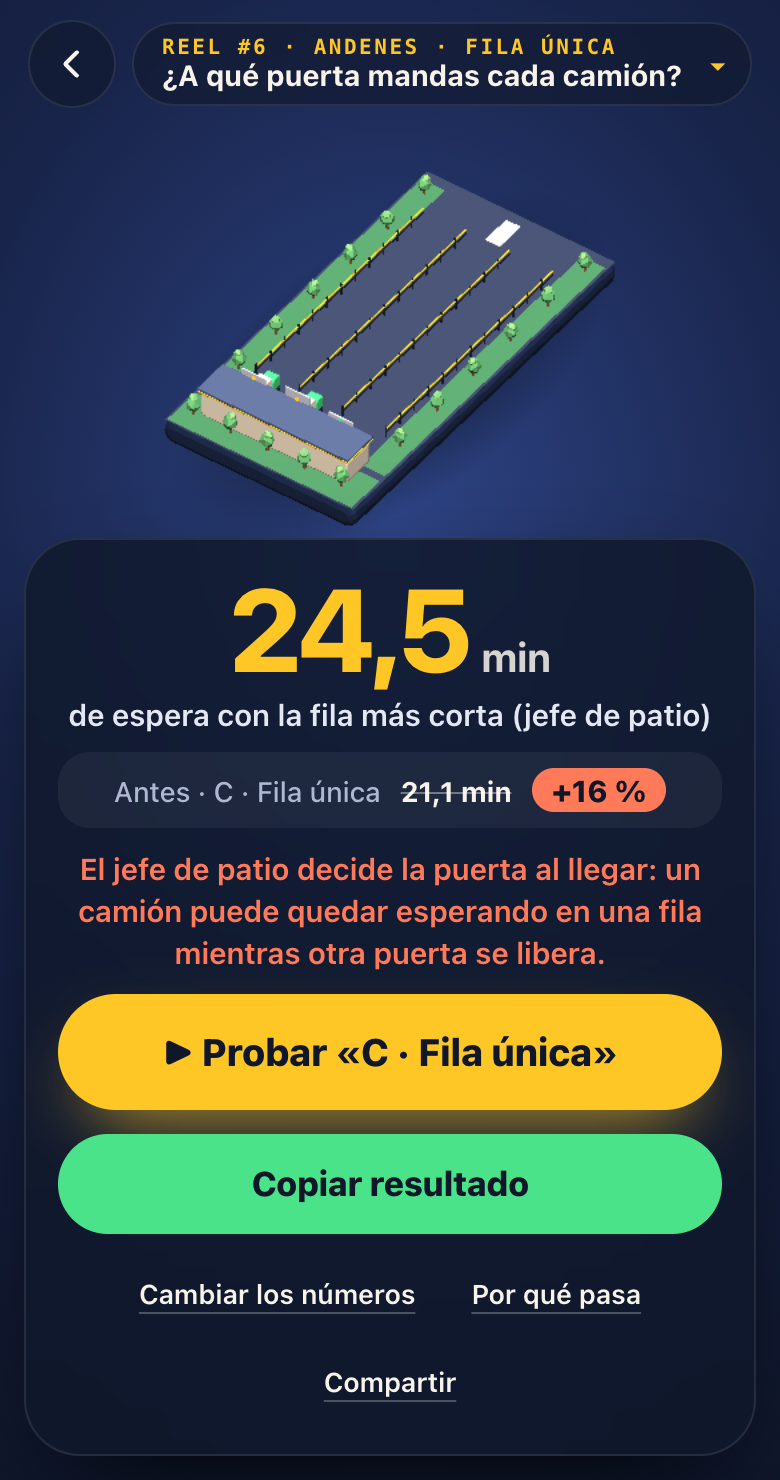 REEL #6 · ANDENES · FILA ÚNICA
¿A qué puerta mandas cada camión?
24,5 min
de espera con la fila más corta (jefe de patio)
Antes · C · Fila única 21,1 min +16 %
El jefe de patio decide la puerta al llegar: un
camión puede quedar esperando en una fila
mientras otra puerta se libera.
Probar «C · Fila única»
Copiar resultado
Cambiar los números Por qué pasa
Compartir